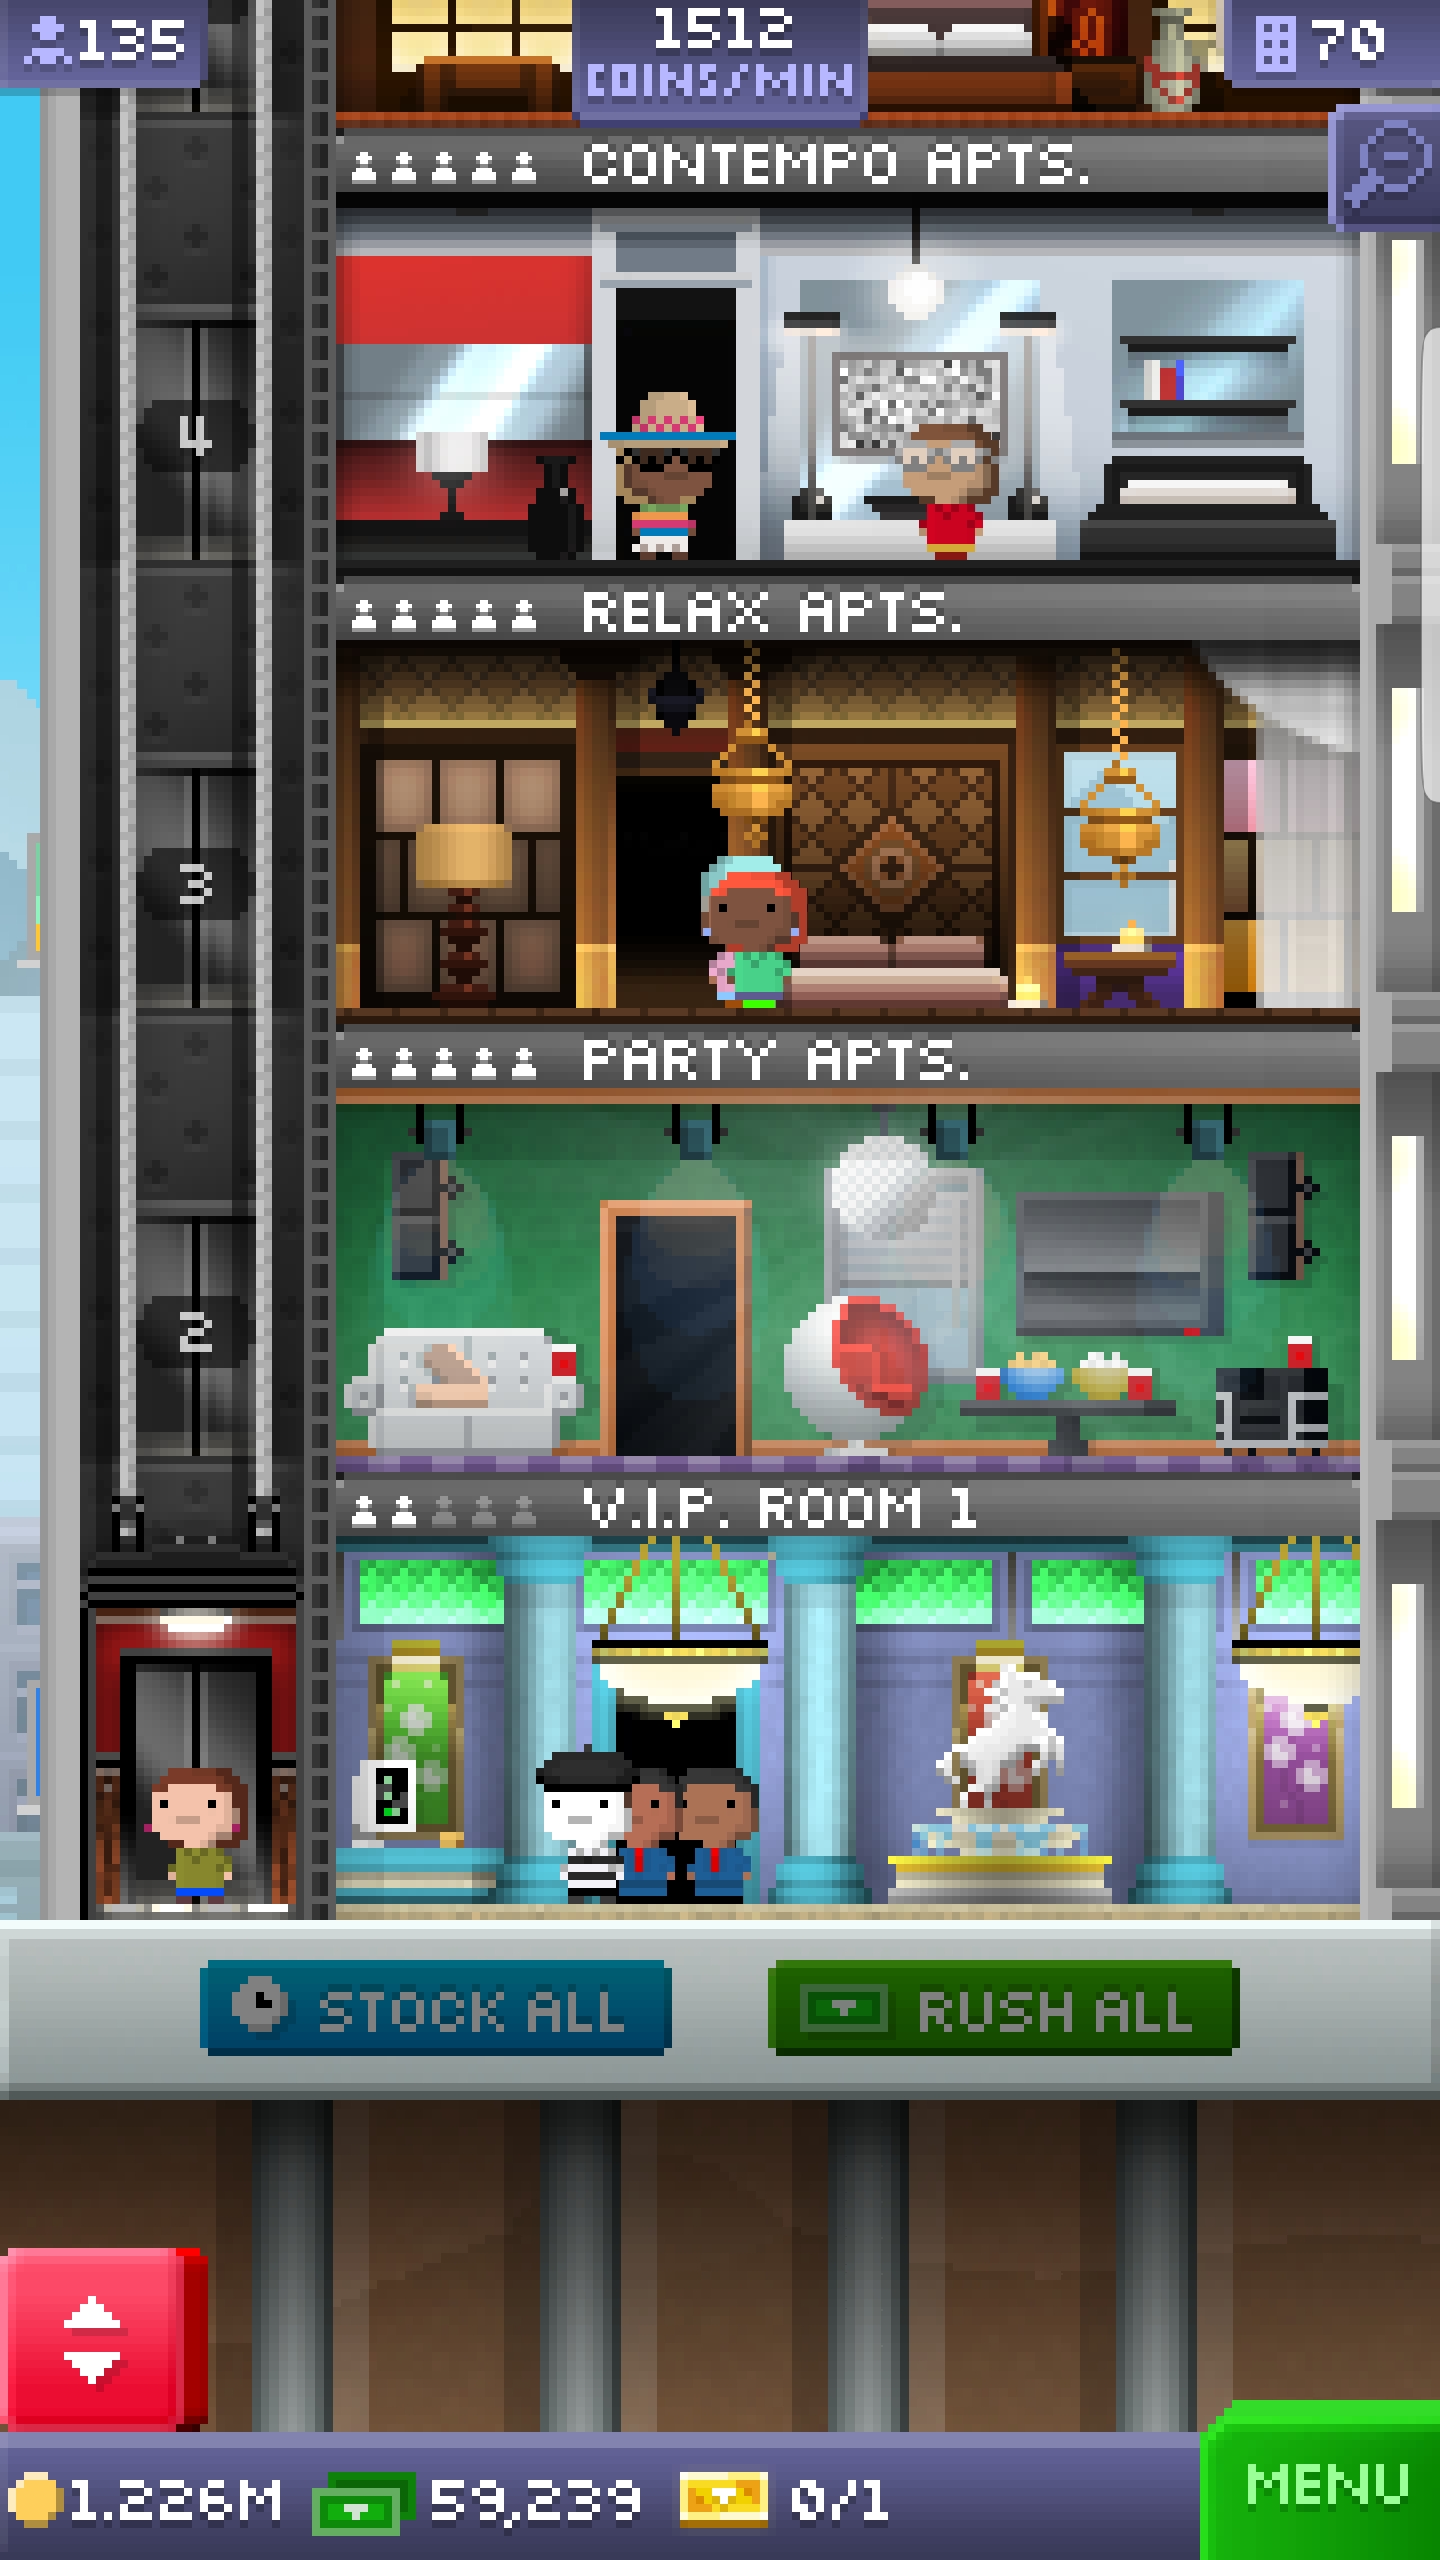 135
1512
COINS/MIN
70
CONTEMPO APTS.
4
RELAX APTS.
3
PARTY APTS.
2
V.I.P. ROOM 1
STOCK ALL
RUSH ALL
1.226M
59,239
0/1
MENU